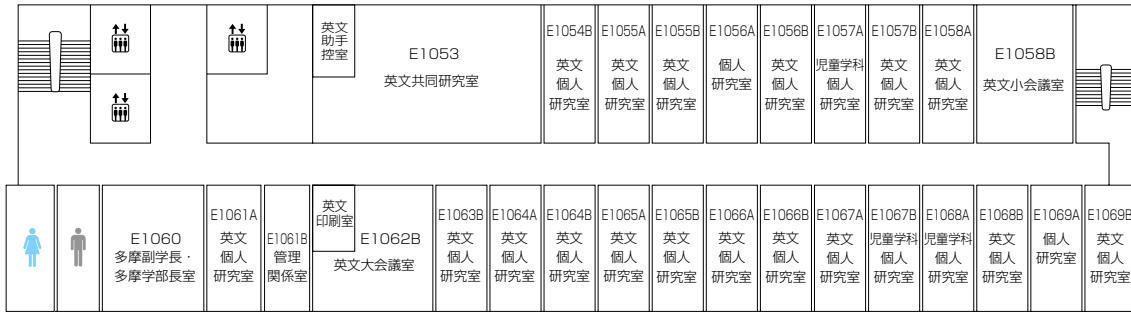 英文
助手
控室
E1053
英文共同研究室
E1054B
英文
個人
研究室
E1055A
英文
個人
研究室
E1055B
英文
個人
研究室
E1056A
個人
研究室
E1056B
英文
個人
研究室
E1057A
児童学科
個人
研究室
E1057B
英文
個人
研究室
E1058A
英文
個人
研究室
E1058B
英文小会議室
E1060
多摩副学長・
多摩学部長室
E1061A
英文
個人
研究室
E1061B
管理
関係室
英文
印刷室
E1062B
英文大会議室
E1063B
英文
個人
研究室
E1064A
英文
個人
研究室
E1064B
英文
個人
研究室
E1065A
英文
個人
研究室
E1065B
英文
個人
研究室
E1066A
英文
個人
研究室
E1066B
英文
個人
研究室
E1067A
英文
個人
研究室
E1067B
児童学科
個人
研究室
E1068A
児童学科
個人
研究室
E1068B
英文
個人
研究室
E1069A
個人
研究室
E1069B
英文
個人
研究室